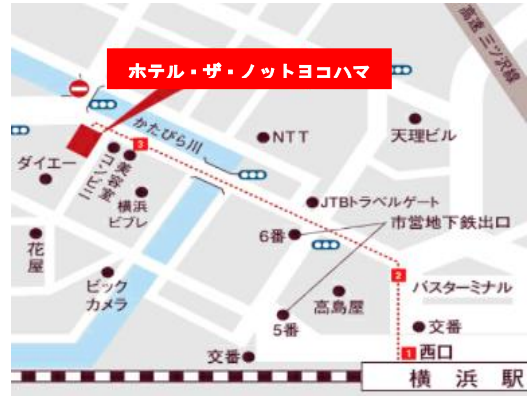 高速 三ツ沢線
ホテル・ザ・ノットヨコハマ
かたびら川
NTT
天理ビル
3
ダイエー
美容室
コンビニ
横浜
ビブレ
JTBトラベルゲート
市営地下鉄出口
6番
花屋
ビック
カメラ
2
バスターミナル
高島屋
5番
交番
交番
1
西口
横浜駅